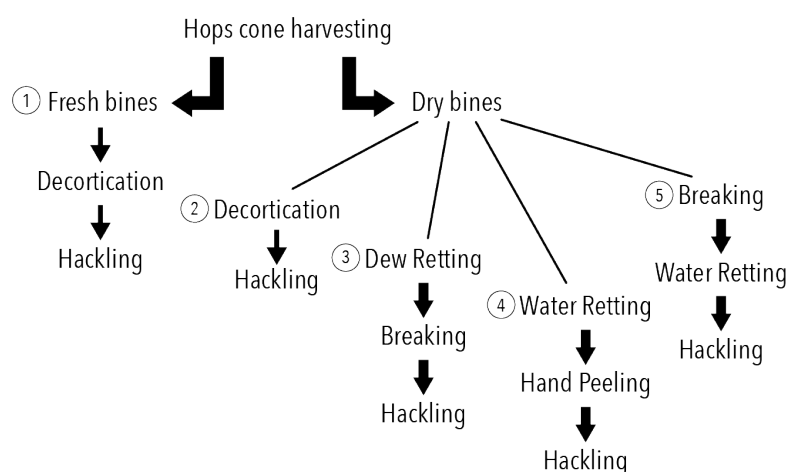 Hops cone harvesting
1 Fresh bines
Decortication
Hackling
Dry bines
2 Decortication
Hackling
3 Dew Retting
Breaking
Hackling
4 Water Retting
Hand Peeling
Hackling
5 Breaking
Water Retting
Hackling